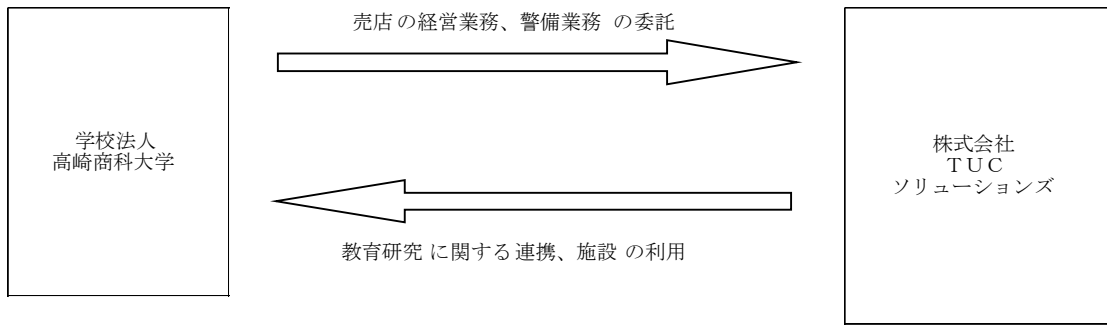 売店の経営業務、警備業務の委託
学校法人
高崎商科大学
株式会社
ＴＵＣ
ソリューションズ
教育研究に関する連携、施設の利用